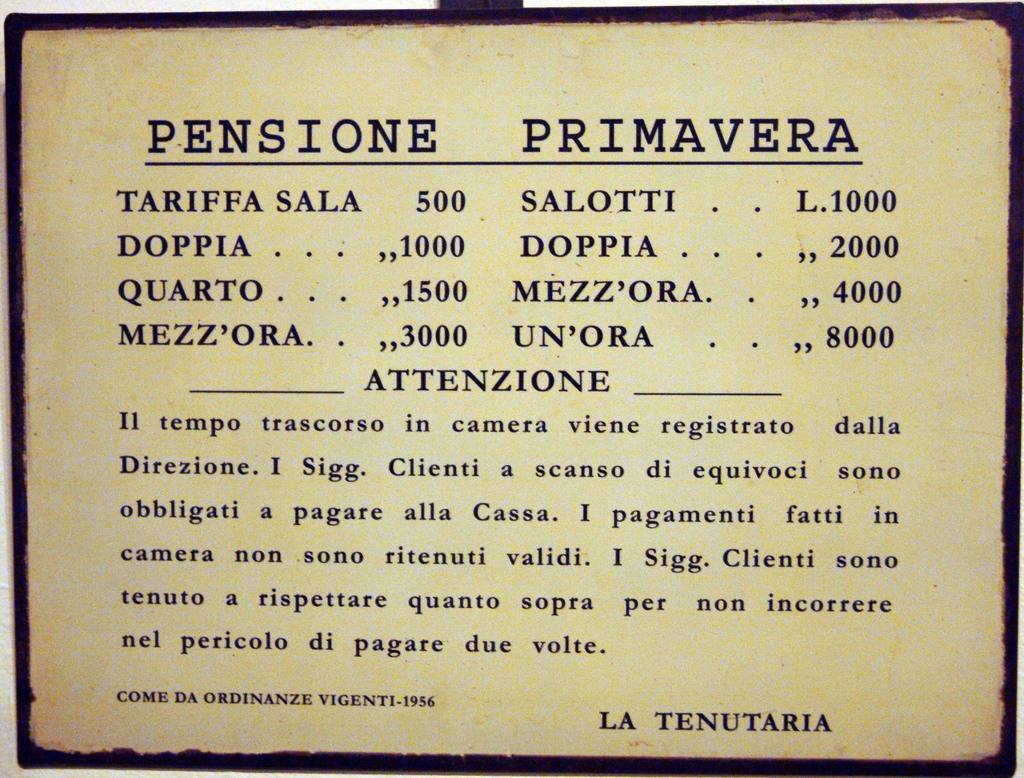 PENSIONE PRIMAVERA
TARIFFA SALA 500 SALOTTI . . L.1000
DOPPIA . . . ,,1000 DOPPIA . . . ,, 2000
QUARTO . . . ,,1500 MEZZ'ORA. . ,, 4000
MEZZ'ORA. . ,,3000 UN'ORA . . ,, 8000
ATTENZIONE
Il tempo trascorso in camera viene registrato dalla
Direzione. I Sigg. Clienti a scanso di equivoci sono
obbligati a pagare alla Cassa. I pagamenti fatti in
camera non sono ritenuti validi. I Sigg. Clienti sono
tenuto a rispettare quanto sopra per non incorrere
nel pericolo di pagare due volte.
COME DA ORDINANZE VIGENTI-1956
LA TENUTARIA